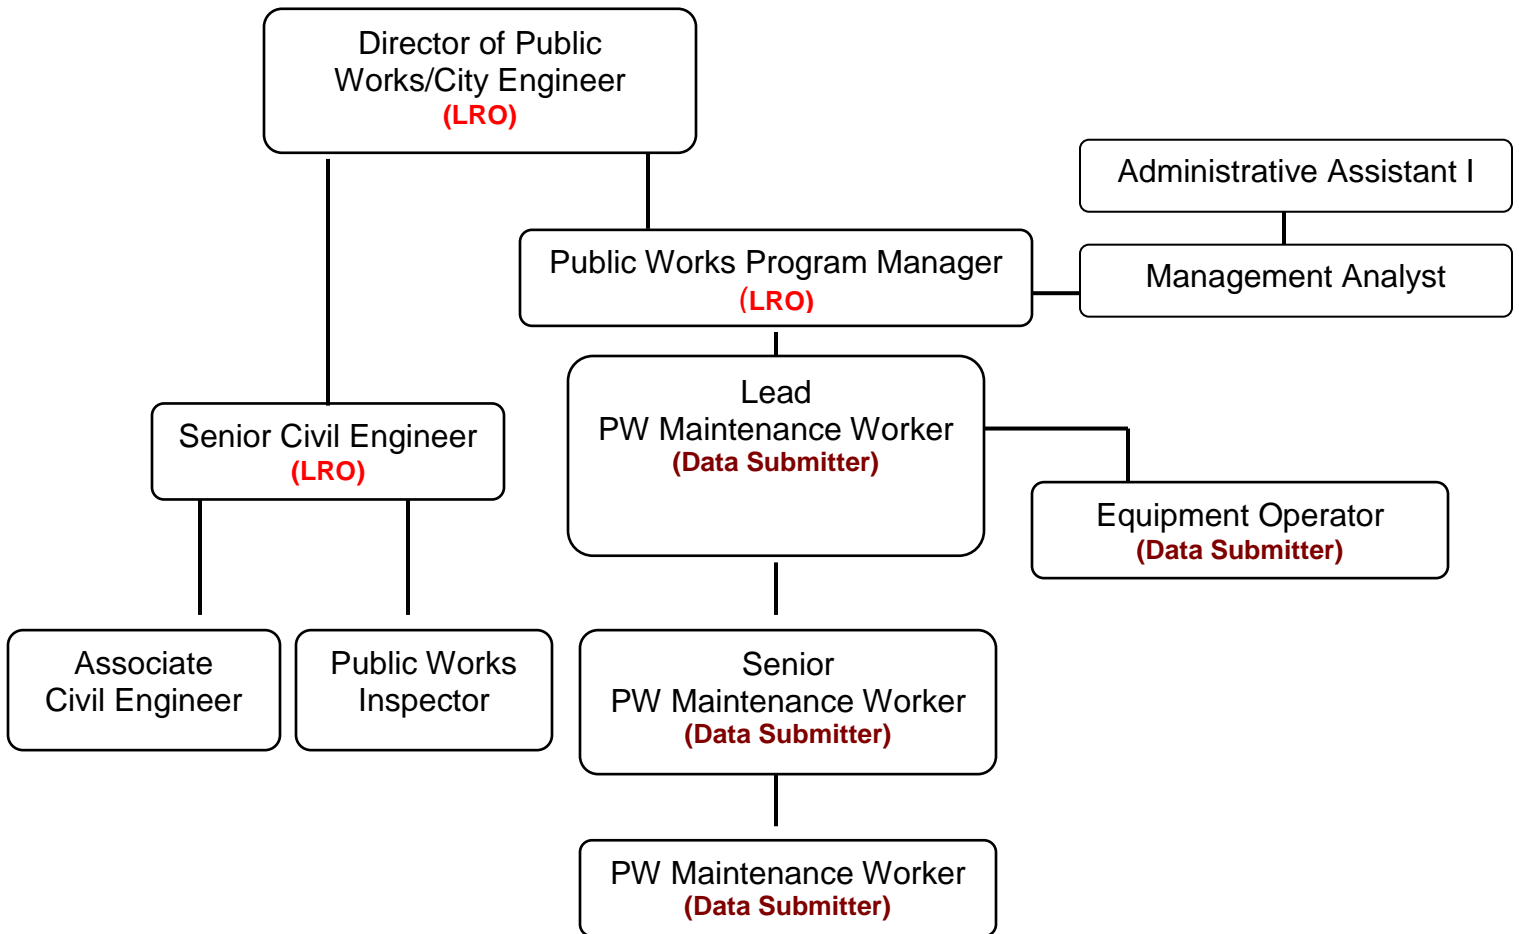 Director of Public
Works/City Engineer
(LRO)
Administrative Assistant I
Public Works Program Manager
(LRO)
Management Analyst
Lead
PW Maintenance Worker
(Data Submitter)
Senior Civil Engineer
(LRO)
Equipment Operator
(Data Submitter)
Associate
Civil Engineer
Public Works
Inspector
Senior
PW Maintenance Worker
(Data Submitter)
PW Maintenance Worker
(Data Submitter)